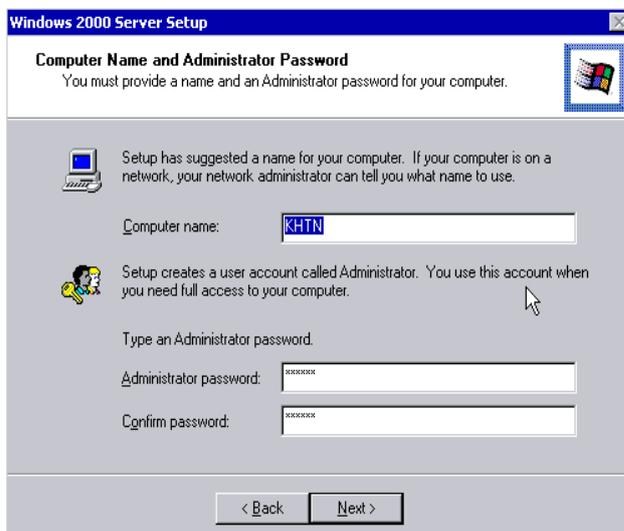 Windows 2000 Server Setup
Computer Name and Administrator Password
You must provide a name and an Administrator password for your computer.
Setup has suggested a name for your computer. If your computer is on a
network, your network administrator can tell you what name to use.
Computer name: KHTN
Setup creates a user account called Administrator. You use this account when
you need full access to your computer.
Type an Administrator password.
Administrator password: xxxxxx
Confirm password: xxxxxx
< Back Next >